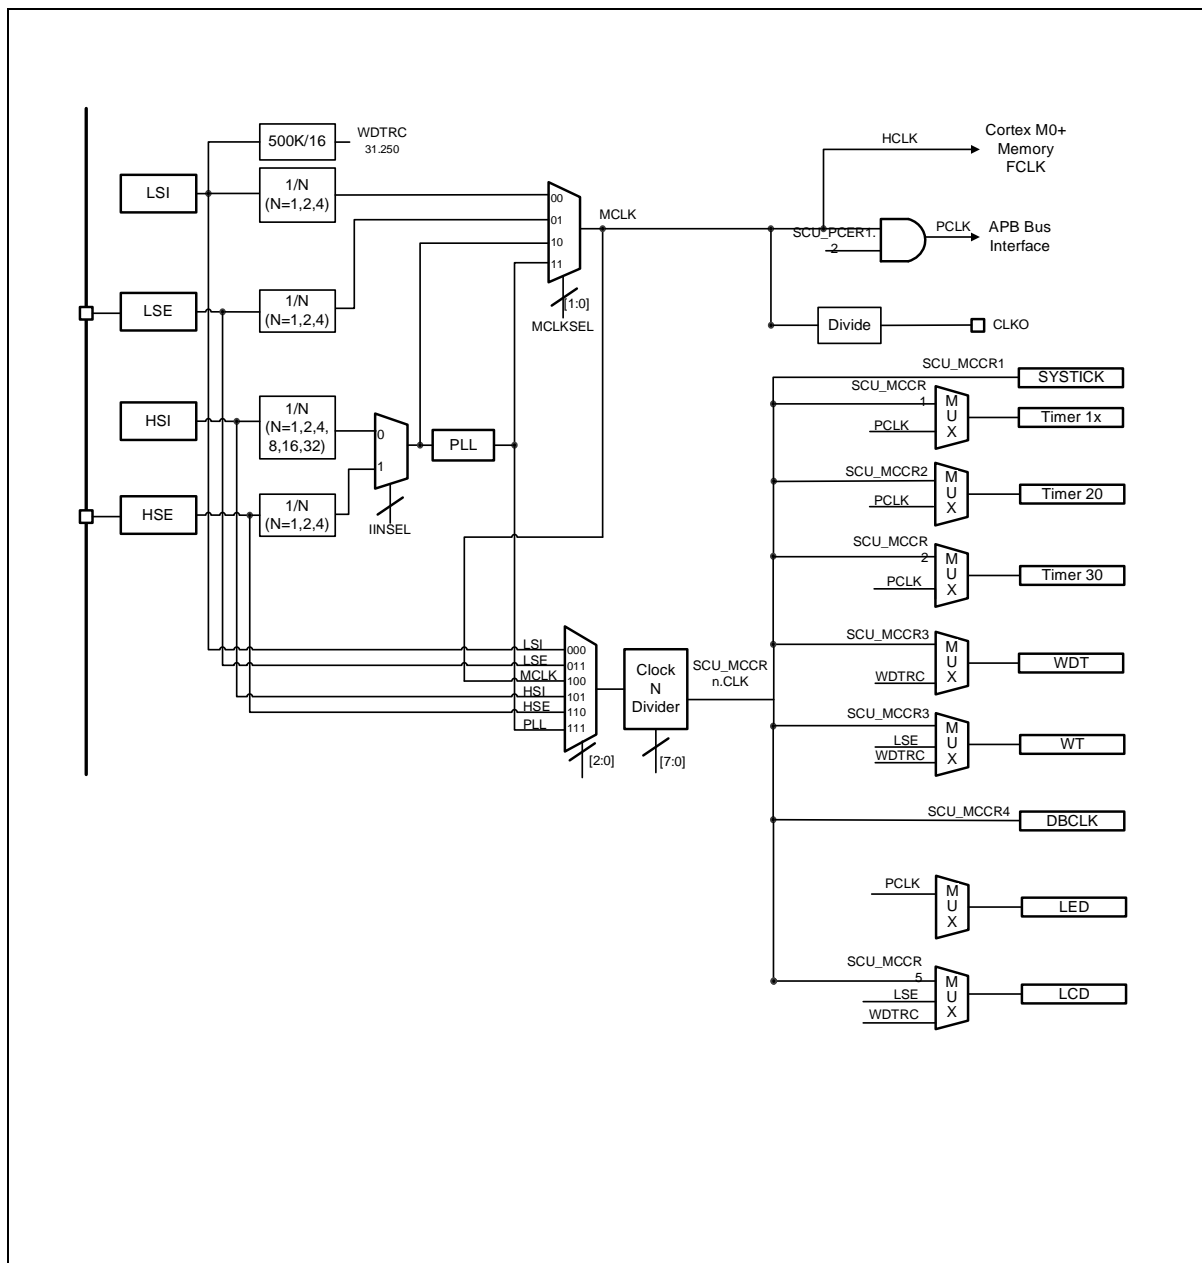 500K/16
WDTRC
31.250
LSI
1/N
(N=1,2,4)
LSE
1/N
(N=1,2,4)
HSI
1/N
(N=1,2,4,
8,16,32)
HSE
1/N
(N=1,2,4)
0
1
IINSEL
PLL
00
01
10
11
[1:0]
MCLKSEL
MCLK
HCLK
Cortex M0+
Memory
FCLK
SCU_PCER1.
2
PCLK
APB Bus
Interface
Divide
CLKO
LSI
LSE
MCLK
HSI
HSE
PLL
000
011
100
101
110
111
[2:0]
Clock
N
Divider
[7:0]
SCU_MCCR
n.CLK
SCU_MCCR1
SYSTICK
SCU_MCCR
1
PCLK
M
U
X
Timer 1x
SCU_MCCR2
PCLK
M
U
X
Timer 20
SCU_MCCR
2
PCLK
M
U
X
Timer 30
SCU_MCCR3
WDTRC
M
U
X
WDT
SCU_MCCR3
LSE
WDTRC
M
U
X
WT
SCU_MCCR4
DBCLK
PCLK
M
U
X
LED
SCU_MCCR
5
LSE
WDTRC
M
U
X
LCD